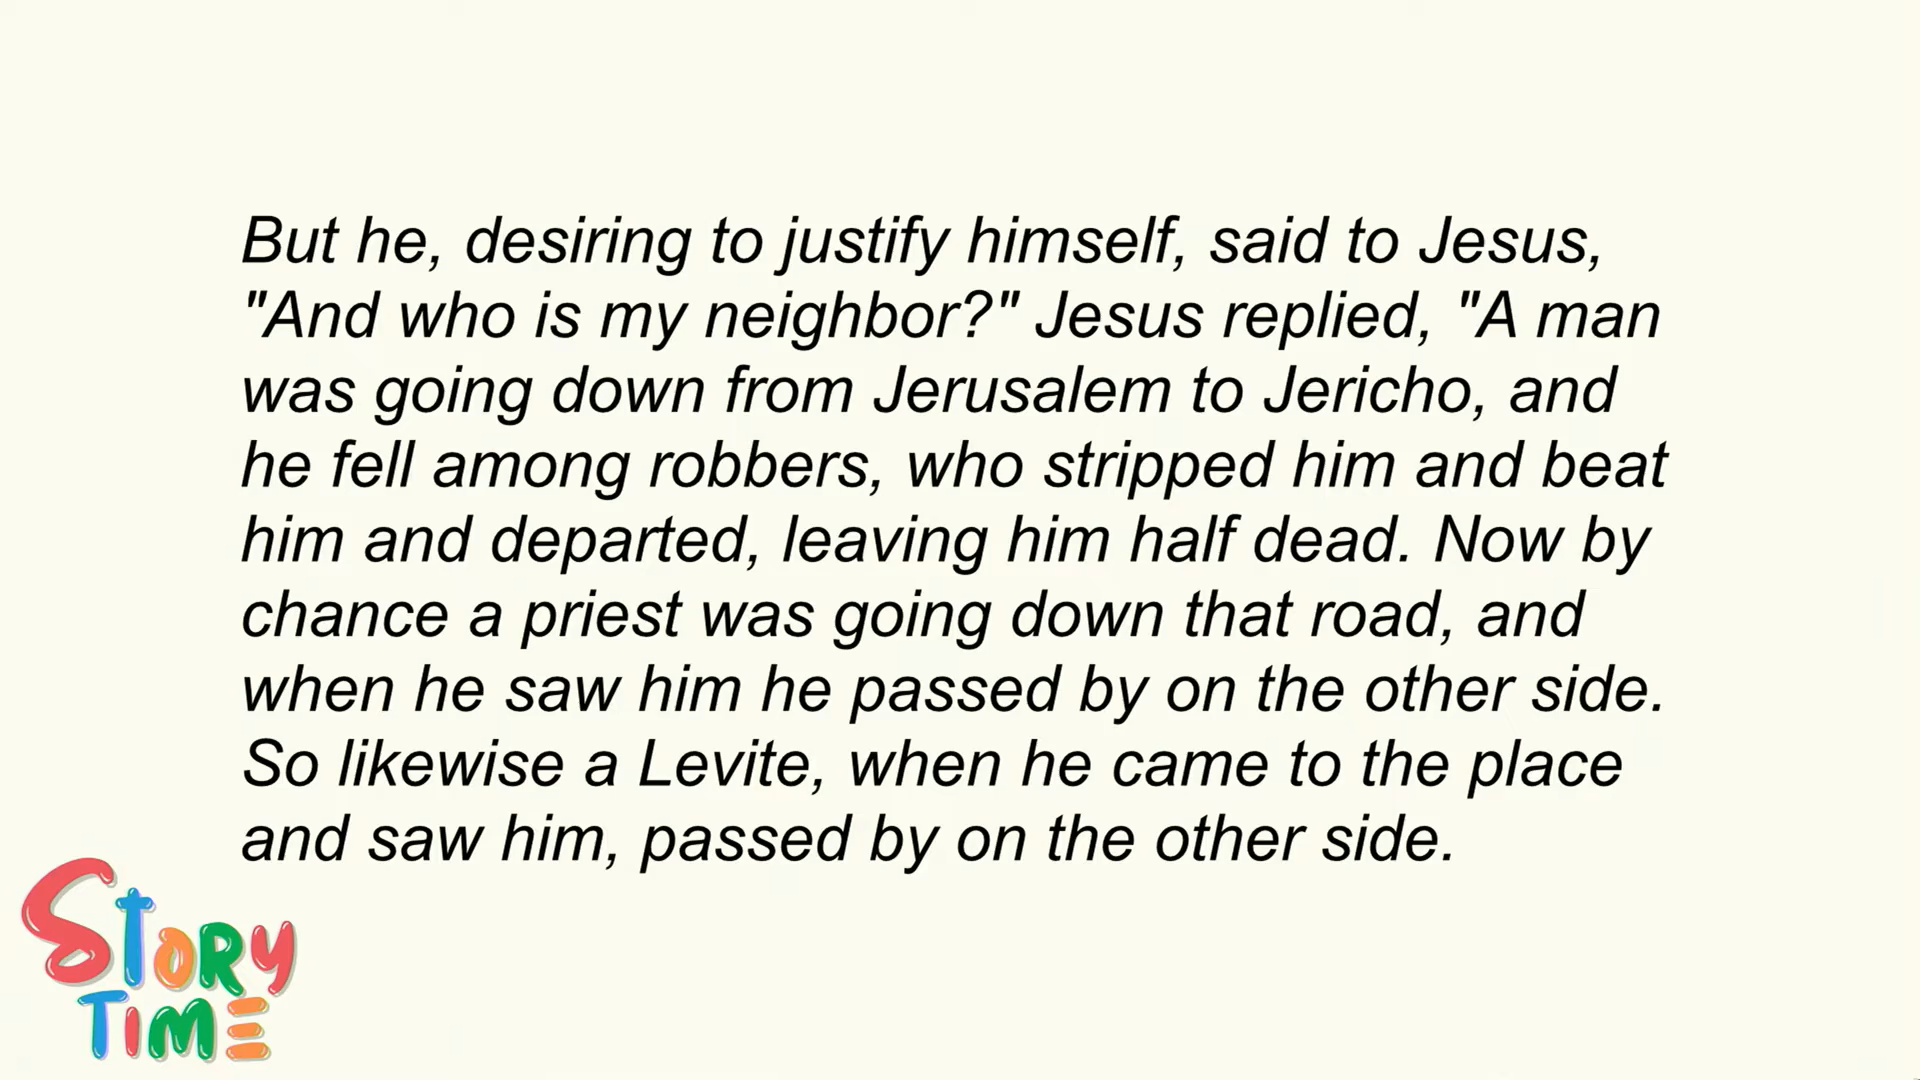 But he, desiring to justify himself, said to Jesus,
"And who is my neighbor?" Jesus replied, "A man
was going down from Jerusalem to Jericho, and
he fell among robbers, who stripped him and beat
him and departed, leaving him half dead. Now by
chance a priest was going down that road, and
when he saw him he passed by on the other side.
So likewise a Levite, when he came to the place
and saw him, passed by on the other side.
STORY
TIME